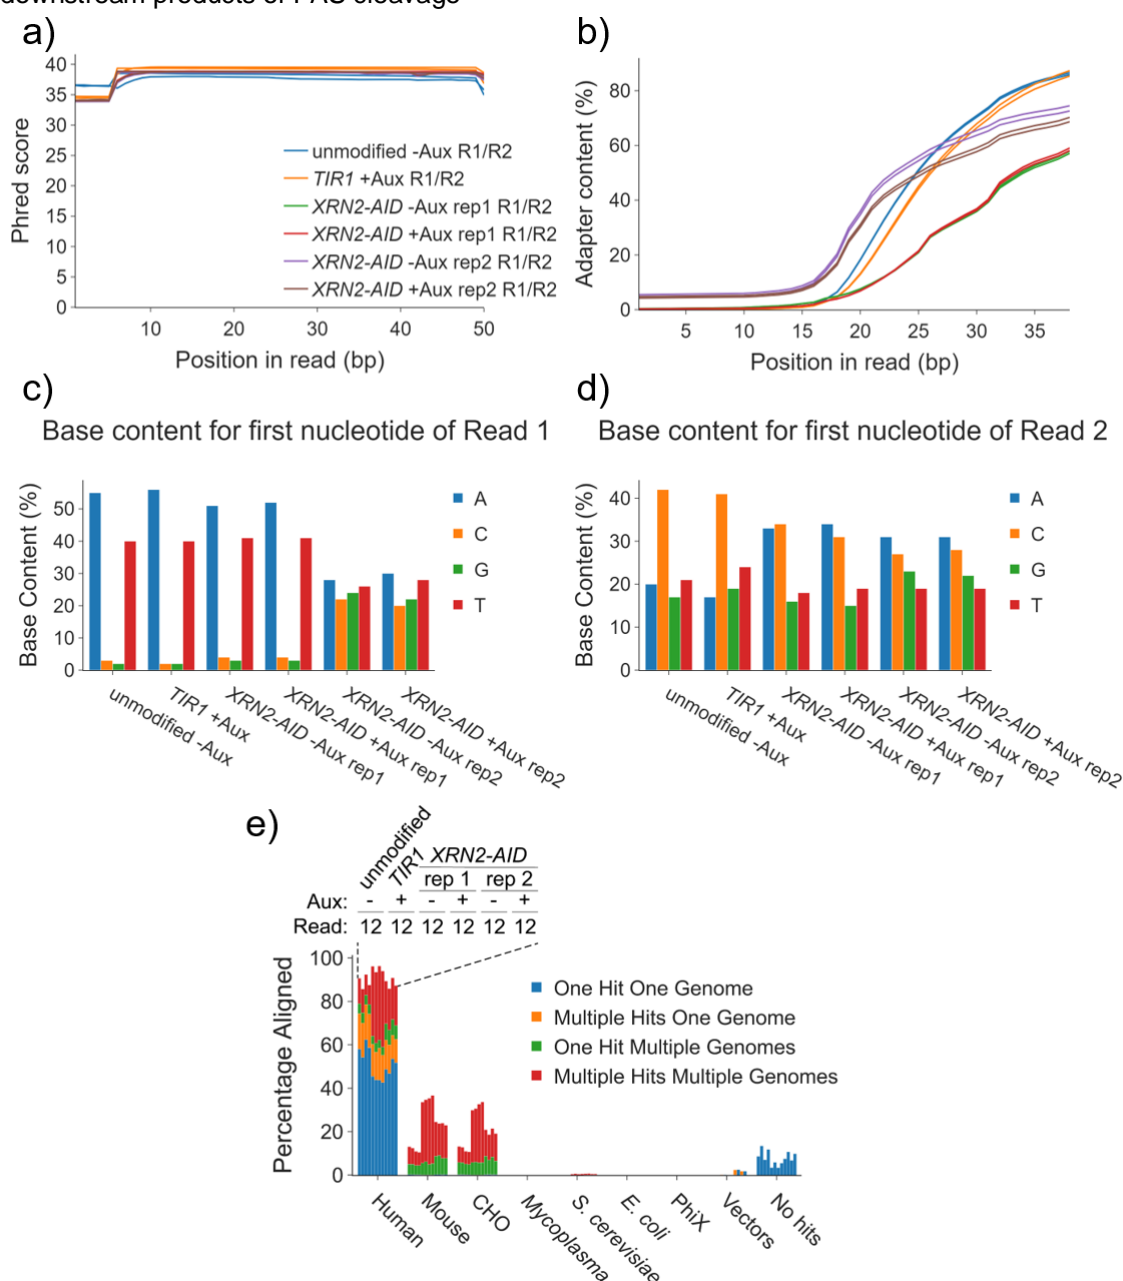 downstream products of PAS cleavage
a)
b)
40
35
30
25
20
15
10
5
0
Phred score
unmodified -Aux R1/R2
TIR1 +Aux R1/R2
XRN2-AID -Aux rep1 R1/R2
XRN2-AID +Aux rep1 R1/R2
XRN2-AID -Aux rep2 R1/R2
XRN2-AID +Aux rep2 R1/R2
10 20 30 40 50
Position in read (bp)
Adapter content (%)
80
60
40
20
0
5 10 15 20 25 30 35
Position in read (bp)
c)
d)
Base content for first nucleotide of Read 1
Base Content (%)
50
40
30
20
10
0
A
C
G
T
unmodified -Aux
TIR1 +Aux
XRN2-AID -Aux rep1
XRN2-AID +Aux rep1
XRN2-AID -Aux rep2
XRN2-AID +Aux rep2
Base content for first nucleotide of Read 2
Base Content (%)
40
30
20
10
0
A
C
G
T
unmodified -Aux
TIR1 +Aux
XRN2-AID -Aux rep1
XRN2-AID +Aux rep1
XRN2-AID -Aux rep2
XRN2-AID +Aux rep2
e)
unmodified
TIR1
XRN2-AID
rep 1 rep 2
Aux: - + - + - +
Read: 12 12 12 12 12 12
Percentage Aligned
100
80
60
40
20
0
One Hit One Genome
Multiple Hits One Genome
One Hit Multiple Genomes
Multiple Hits Multiple Genomes
Human
Mouse
CHO
Mycoplasma
S. cerevisiae
E. coli
PhiX
Vectors
No hits